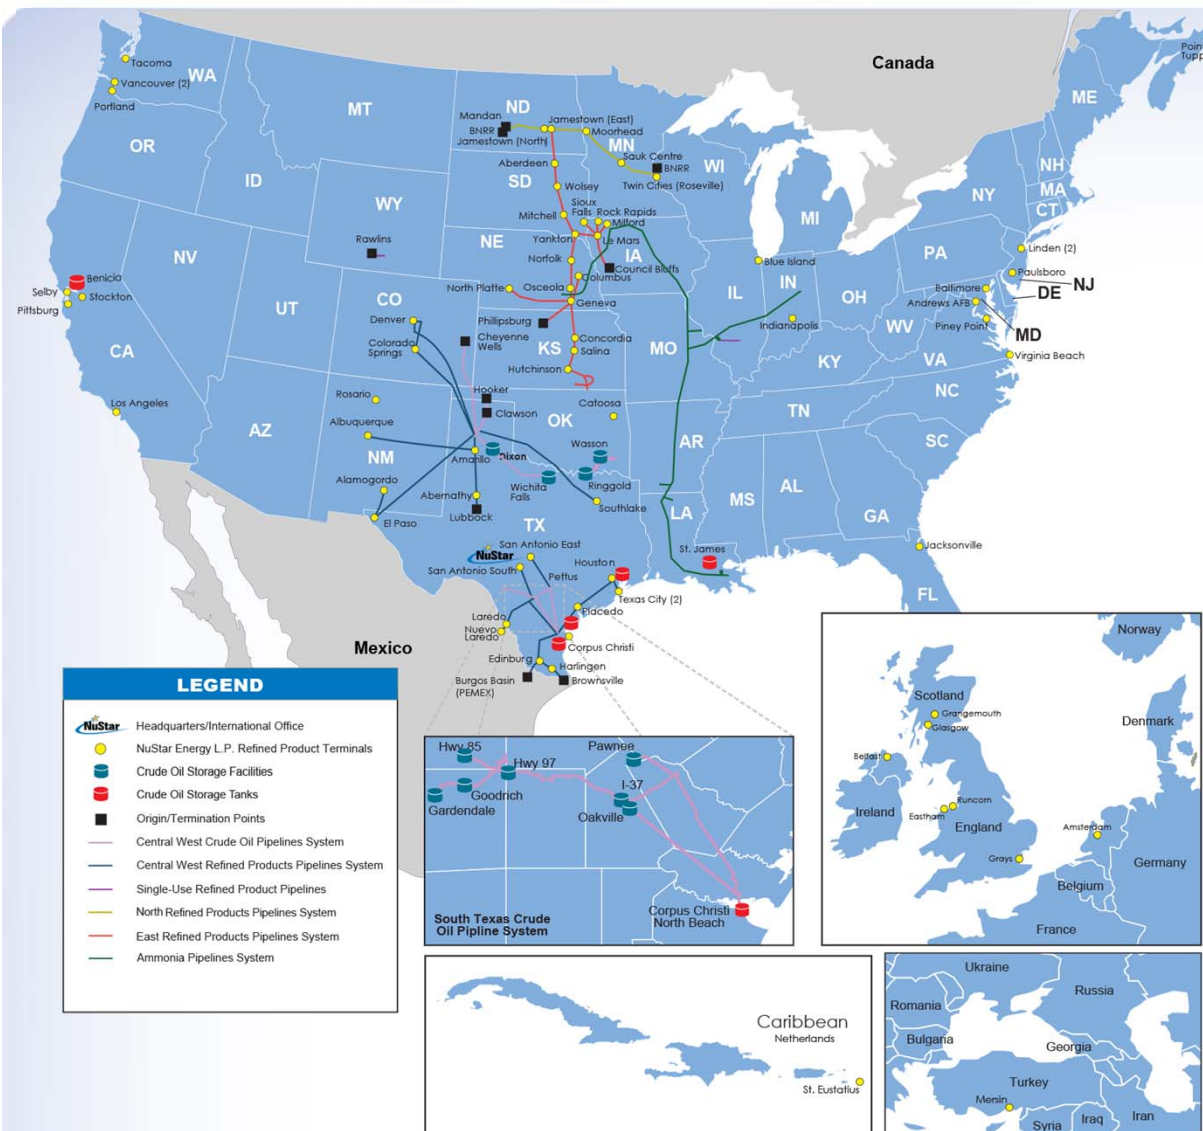 Canada
Point
Tupp
Tacoma
WA
Vancouver (2)
Portland
MT
ND
Mandan
BNRR
Jamestown (North)
Jamestown (East)
Moorhead
MN
Sauk Centre
BNRR
Twin Cities (Roseville)
WI
ME
NH
MA
CT
NY
MI
OR
ID
Aberdeen
SD
Wolsey
WY
Sioux
Falls
Rock Rapids
Mitchell
Milford
Rawlins
NE
Yankton
Le Mars
IA
NV
Norfolk
Council Bluffs
Columbus
Blue Island
PA
Linden (2)
Benicia
Selby
Stockton
Pittsburg
UT
CO
North Platte
Osceola
Geneva
IL
IN
OH
Paulsboro
NJ
Baltimore
DE
Andrews AFB
Piney Point
MD
Denver
Colorado
Springs
Phillipsburg
Cheyenne
Wells
KS
Concordia
Salina
MO
Indianapolis
WV
KY
VA
Virginia Beach
CA
Hutchinson
Hooker
Clawson
Rosario
Los Angeles
Albuquerque
OK
Catoosa
NC
TN
AZ
NM
Wasson
AR
SC
Amarillo
Dixon
Alamogordo
Wichita
Falls
Ringgold
Abernathy
Lubbock
Southlake
MS
AL
GA
LA
El Paso
TX
NuStar
San Antonio East
San Antonio South
Pettus
Houston
St. James
Jacksonville
Texas City (2)
FL
Laredo
Nuevo
Laredo
Placedo
Corpus Christi
Mexico
Edinburg
Harlingen
Burgos Basin
(PEMEX)
Brownsville
LEGEND
NuStar
Headquarters/International Office
NuStar Energy L.P. Refined Product Terminals
Crude Oil Storage Facilities
Crude Oil Storage Tanks
Origin/Termination Points
Central West Crude Oil Pipelines System
Central West Refined Products Pipelines System
Single-Use Refined Product Pipelines
North Refined Products Pipelines System
East Refined Products Pipelines System
Ammonia Pipelines System
Hwy 85
Pawnee
Hwy 97
Goodrich
Gardendale
I-37
Oakville
Corpus Christi
North Beach
South Texas Crude
Oil Pipline System
Norway
Scotland
Grangemouth
Glasgow
Denmark
Belfast
Runcorn
Ireland
Eastham
England
Amsterdam
Grays
Germany
Belgium
France
Caribbean
Netherlands
St. Eustatius
Ukraine
Russia
Romania
Bulgaria
Georgia
Turkey
Mersin
Syria
Iraq
Iran